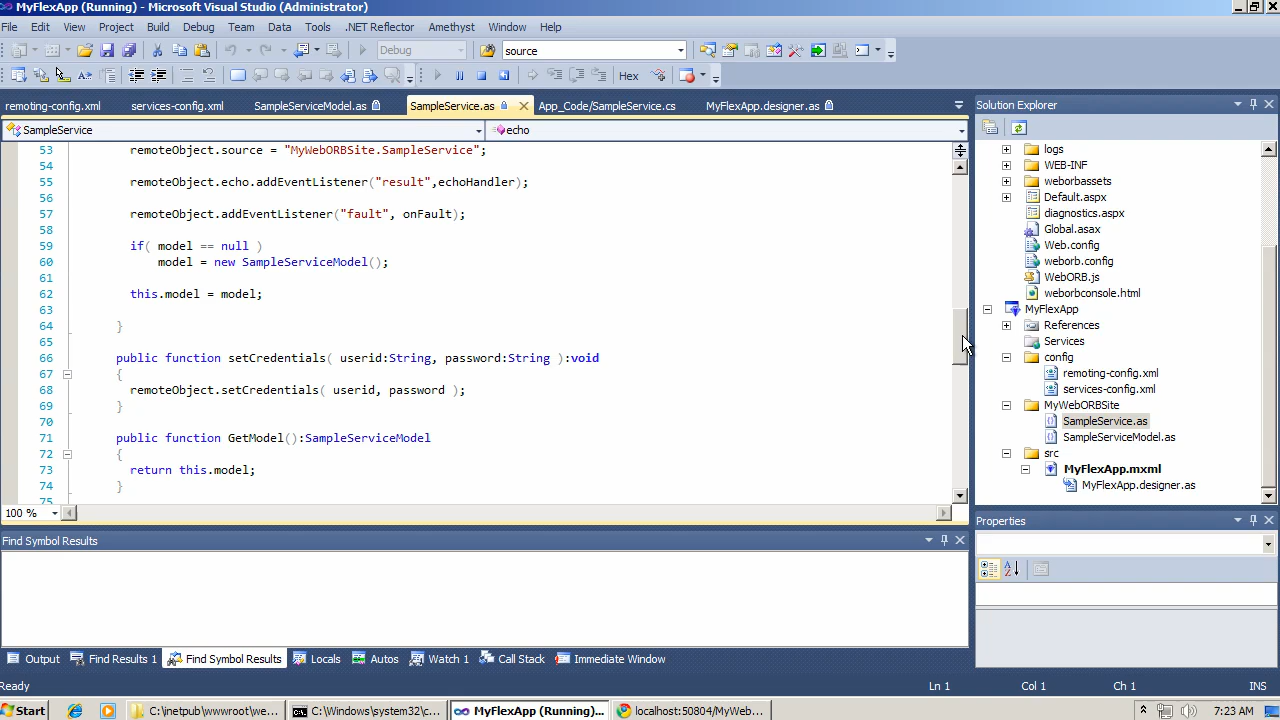 MyFlexApp (Running) - Microsoft Visual Studio (Administrator)
File Edit View Project Build Debug Team Data Tools .NET Reflector Amethyst Window Help
Debug source
Hex
remoting-config.xml services-config.xml SampleServiceModel.as SampleService.as App_Code/SampleService.cs MyFlexApp.designer.as
SampleService echo
53 remoteObject.source = "MyWebORBSite.SampleService";
54
55 remoteObject.echo.addEventListener("result",echoHandler);
56
57 remoteObject.addEventListener("fault", onFault);
58
59 if( model == null )
60 model = new SampleServiceModel();
61
62 this.model = model;
63
64 }
65
66 public function setCredentials( userid:String, password:String ):void
67 {
68 remoteObject.setCredentials( userid, password );
69 }
70
71 public function GetModel():SampleServiceModel
72 {
73 return this.model;
74 }
75
100 %
Solution Explorer
logs
WEB-INF
weborbassets
Default.aspx
diagnostics.aspx
Global.asax
Web.config
weborb.config
WebORB.js
weborbconsole.html
MyFlexApp
References
Services
config
remoting-config.xml
services-config.xml
MyWebORBSite
SampleService.as
SampleServiceModel.as
src
MyFlexApp.mxml
MyFlexApp.designer.as
Properties
Find Symbol Results
Output Find Results 1 Find Symbol Results Locals Autos Watch 1 Call Stack Immediate Window
Ready Ln 1 Col 1 Ch 1 INS
Start C:\inetpub\wwwroot\we... C:\Windows\system32\c... MyFlexApp (Running)... localhost:50804/MyWeb... 7:23 AM